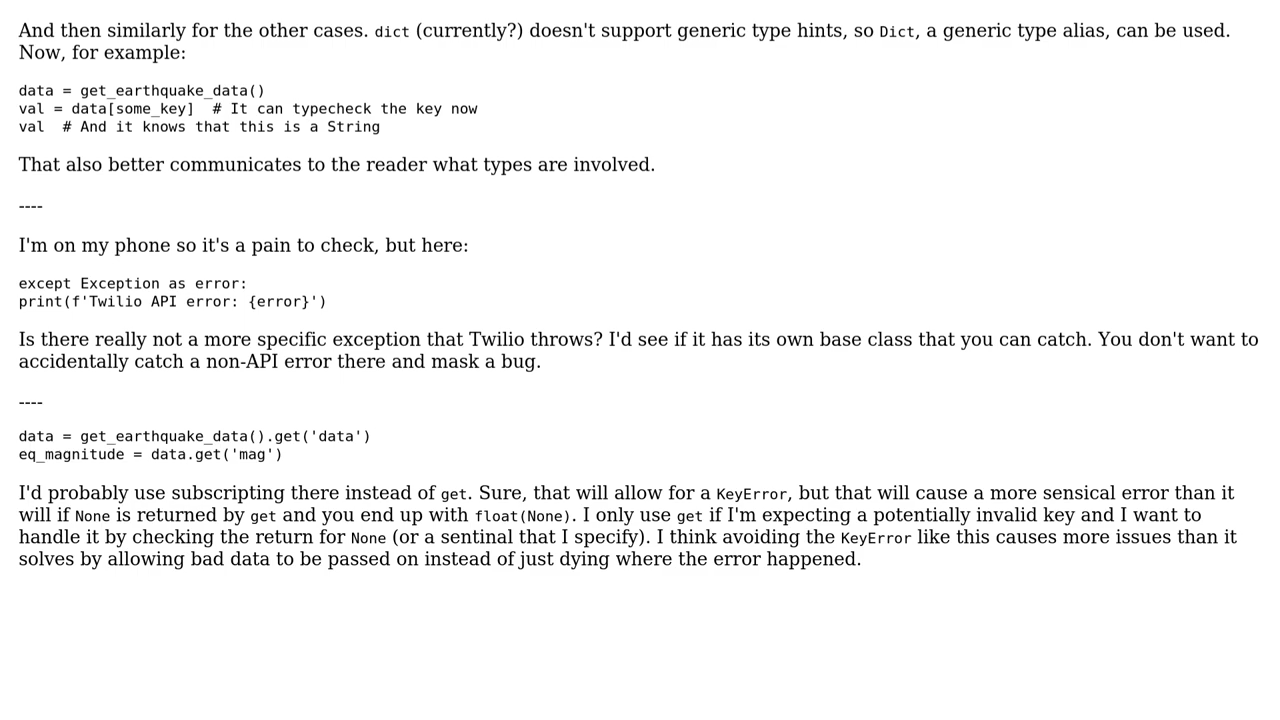 And then similarly for the other cases. dict (currently?) doesn't support generic type hints, so Dict, a generic type alias, can be used.
Now, for example:
data = get_earthquake_data()
val = data[some_key]  # It can typecheck the key now
val  # And it knows that this is a String
That also better communicates to the reader what types are involved.
----
I'm on my phone so it's a pain to check, but here:
except Exception as error:
print(f'Twilio API error: {error}')
Is there really not a more specific exception that Twilio throws? I'd see if it has its own base class that you can catch. You don't want to
accidentally catch a non-API error there and mask a bug.
----
data = get_earthquake_data().get('data')
eq_magnitude = data.get('mag')
I'd probably use subscripting there instead of get. Sure, that will allow for a KeyError, but that will cause a more sensical error than it
will if None is returned by get and you end up with float(None). I only use get if I'm expecting a potentially invalid key and I want to
handle it by checking the return for None (or a sentinal that I specify). I think avoiding the KeyError like this causes more issues than it
solves by allowing bad data to be passed on instead of just dying where the error happened.